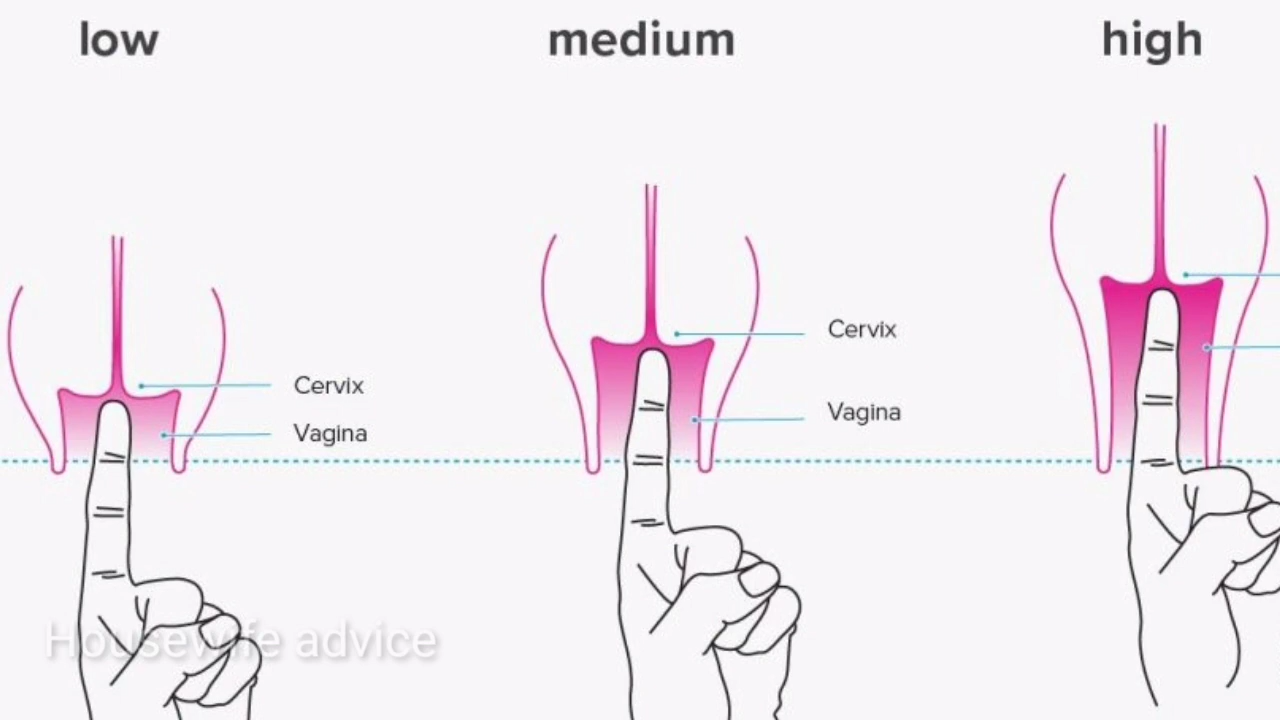 low
medium
high
Cervix
Vagina
Cervix
Vagina
Housewife advice